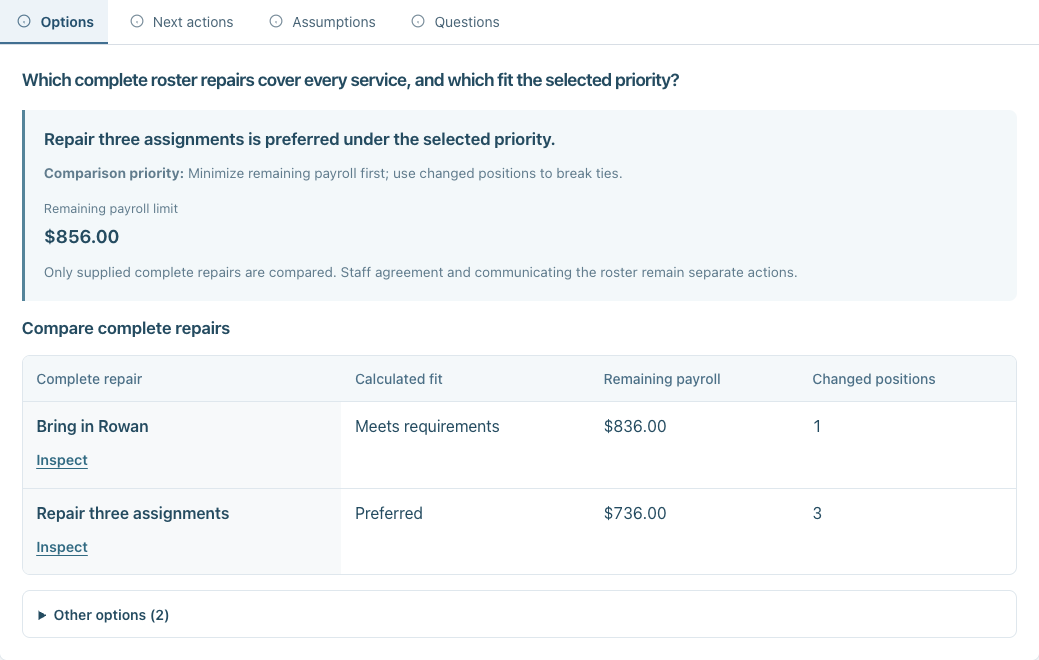 Options
Next actions
Assumptions
Questions
Which complete roster repairs cover every service, and which fit the selected priority?
Repair three assignments is preferred under the selected priority.
Comparison priority: Minimize remaining payroll first; use changed positions to break ties.
Remaining payroll limit
$856.00
Only supplied complete repairs are compared. Staff agreement and communicating the roster remain separate actions.
Compare complete repairs
Complete repair Calculated fit Remaining payroll Changed positions
Bring in Rowan Meets requirements $836.00 1
Inspect
Repair three assignments Preferred $736.00 3
Inspect
Other options (2)